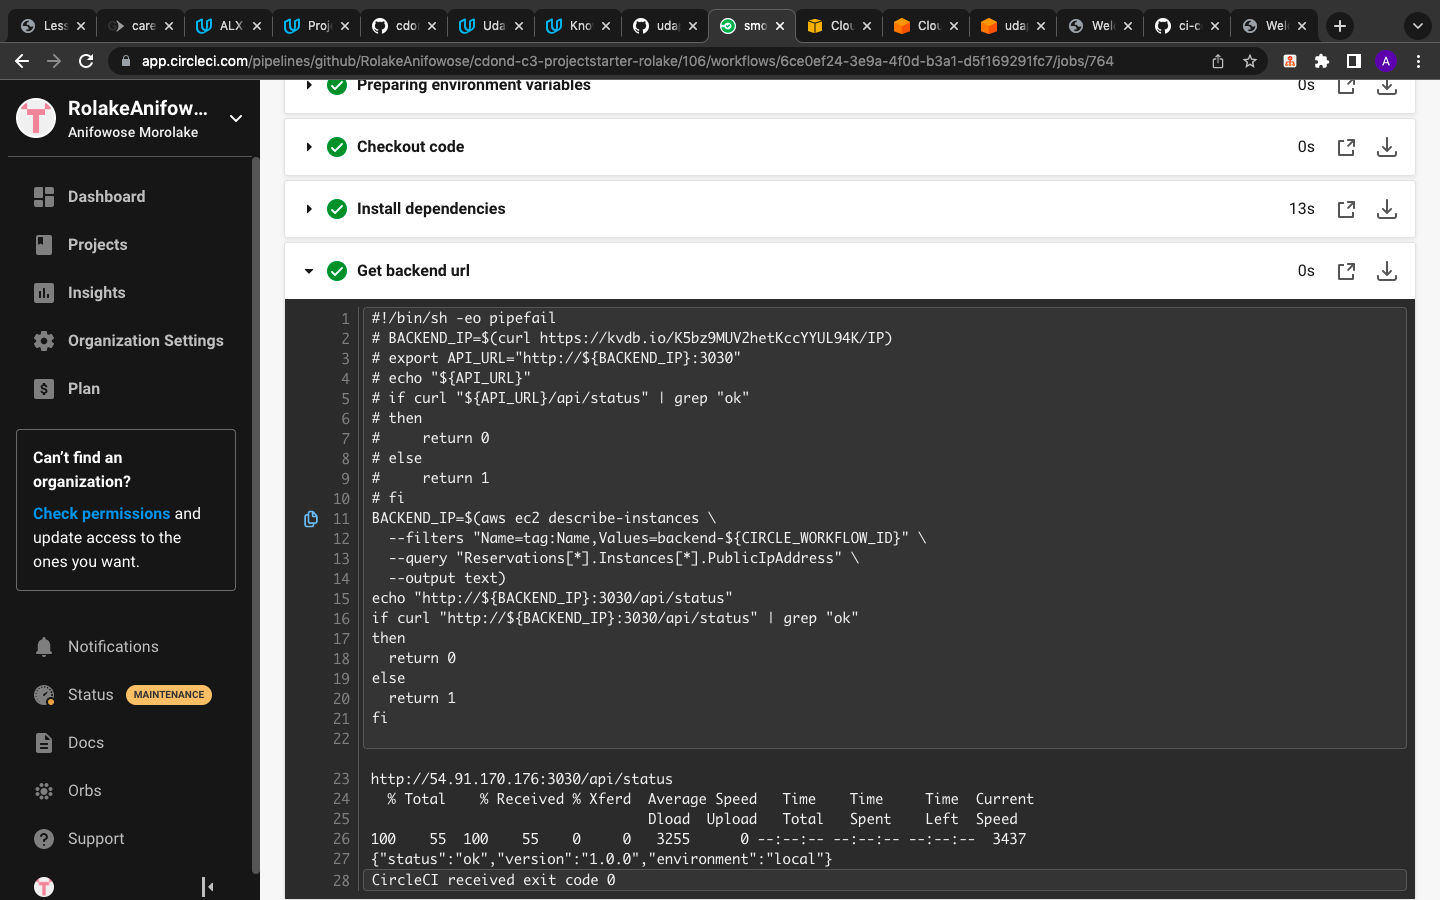 Less
care
ALX
Proje
cdon
Uda
Kno
uda
smo
Clou
Clou
uda
Wel
ci-c
Wel
app.circleci.com/pipelines/github/RolakeAnifowose/cdond-c3-projectstarter-rolake/106/workflows/6ce0ef24-3e9a-4f0d-b3a1-d5f169291fc7/jobs/764
A
T
RolakeAnifow...
Anifowose Morolake
Dashboard
Projects
Insights
Organization Settings
Plan
Can't find an
organization?
Check permissions and
update access to the
ones you want.
Notifications
Status MAINTENANCE
Docs
Orbs
Support
T
Preparing environment variables 0s
Checkout code 0s
Install dependencies 13s
Get backend url 0s
1 #!/bin/sh -eo pipefail
2 # BACKEND_IP=$(curl https://kvdb.io/K5bz9MUV2hetKccYYUL94K/IP)
3 # export API_URL="http://${BACKEND_IP}:3030"
4 # echo "${API_URL}"
5 # if curl "${API_URL}/api/status" | grep "ok"
6 # then
7 #     return 0
8 # else
9 #     return 1
10 # fi
11 BACKEND_IP=$(aws ec2 describe-instances \
12   --filters "Name=tag:Name,Values=backend-${CIRCLE_WORKFLOW_ID}" \
13   --query "Reservations[*].Instances[*].PublicIpAddress" \
14   --output text)
15 echo "http://${BACKEND_IP}:3030/api/status"
16 if curl "http://${BACKEND_IP}:3030/api/status" | grep "ok"
17 then
18   return 0
19 else
20   return 1
21 fi
22
23 http://54.91.170.176:3030/api/status
24   % Total    % Received % Xferd  Average Speed   Time    Time     Time  Current
25                                  Dload  Upload   Total   Spent    Left  Speed
26 100    55  100    55    0     0   3255      0 --:--:-- --:--:-- --:--:--  3437
27 {"status":"ok","version":"1.0.0","environment":"local"}
28 CircleCI received exit code 0